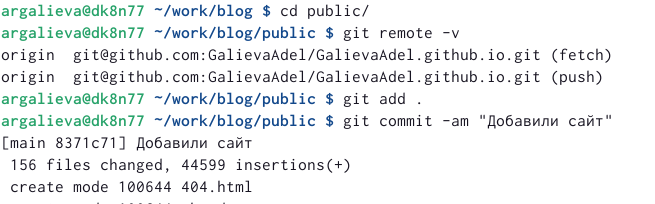 argalieva@dk8n77 ~/work/blog $ cd public/
argalieva@dk8n77 ~/work/blog/public $ git remote -v
origin  git@github.com:GalievaAdel/GalievaAdel.github.io.git (fetch)
origin  git@github.com:GalievaAdel/GalievaAdel.github.io.git (push)
argalieva@dk8n77 ~/work/blog/public $ git add .
argalieva@dk8n77 ~/work/blog/public $ git commit -am "Добавили сайт"
[main 8371c71] Добавили сайт
 156 files changed, 44599 insertions(+)
 create mode 100644 404.html